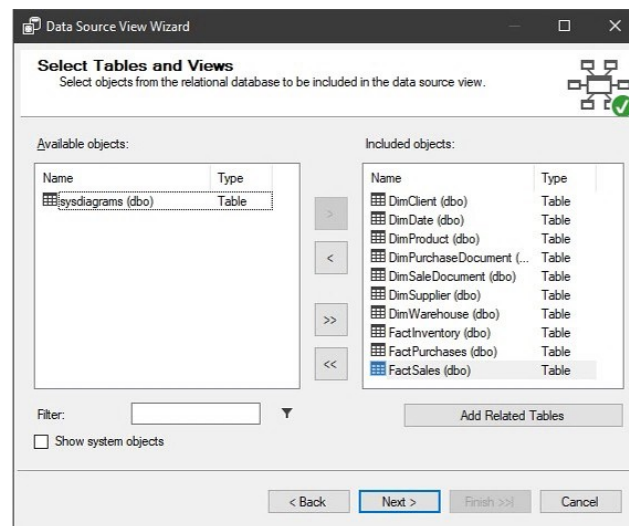 Data Source View Wizard
Select Tables and Views
Select objects from the relational database to be included in the data source view.
Available objects:
Name Type
sysdiagrams (dbo) Table
>
<
>>
<<
Included objects:
Name Type
DimClient (dbo) Table
DimDate (dbo) Table
DimProduct (dbo) Table
DimPurchaseDocument (... Table
DimSaleDocument (dbo) Table
DimSupplier (dbo) Table
DimWarehouse (dbo) Table
FactInventory (dbo) Table
FactPurchases (dbo) Table
FactSales (dbo) Table
Filter:
Add Related Tables
Show system objects
< Back Next > Finish >>| Cancel